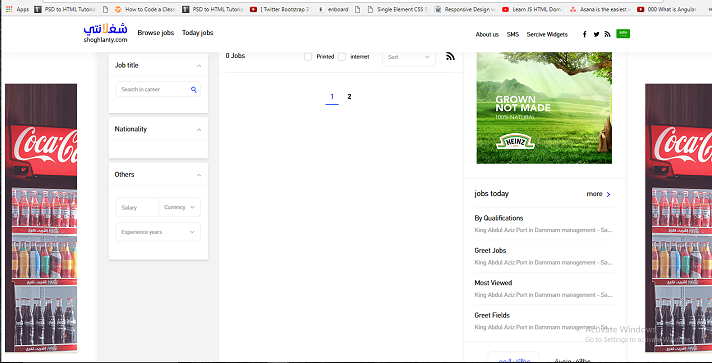 Apps
PSD to HTML Tutoria
How to Code a Clean
PSD to HTML Tutoria
[ Twitter Bootstrap 3
enboard
Single Element CSS D
Responsive Design w
Learn JS HTML Dom
Asana is the easiest
000 What is Angular
شغلانتي
shoghlanty.com
Browse jobs
Today jobs
About us
SMS
Sercive Widgets
Job title
Search in career
Nationality
Others
Salary
Currency
Experience years
0 Jobs
Printed
internet
Sort
1
2
GROWN
NOT MADE
100% NATURAL
HEINZ
jobs today
more
By Qualifications
King Abdul Aziz Port in Dammam management - Sa...
Greet Jobs
King Abdul Aziz Port in Dammam management - Sa...
Most Viewed
King Abdul Aziz Port in Dammam management - Sa...
Greet Fields
King Abdul Aziz Port in Dammam management - Sa...
Activate Windows
Go to Settings to activate Windows.
Coca-C
Coca-C